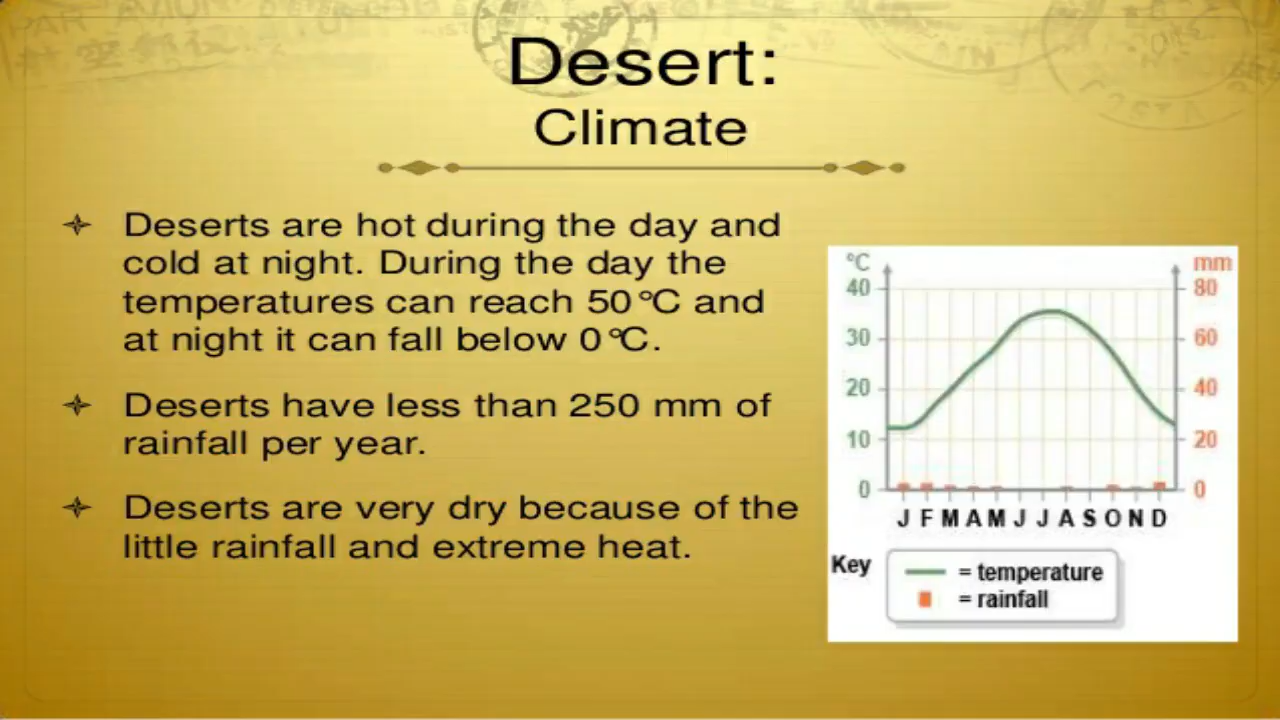 Desert:
Climate
Deserts are hot during the day and
cold at night. During the day the
temperatures can reach 50°C and
at night it can fall below 0°C.
Deserts have less than 250 mm of
rainfall per year.
Deserts are very dry because of the
little rainfall and extreme heat.
°C mm
40 80
30 60
20 40
10 20
0 0
J F M A M J J A S O N D
Key
= temperature
= rainfall